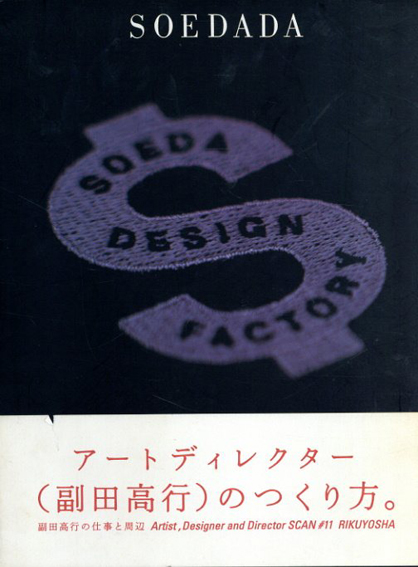 SOEDADA
SOEDA
DESIGN
FACTORY
アートディレクター
（副田高行）のつくり方。
副田高行の仕事と周辺 Artist, Designer and Director SCAN #11 RIKUYOSHA